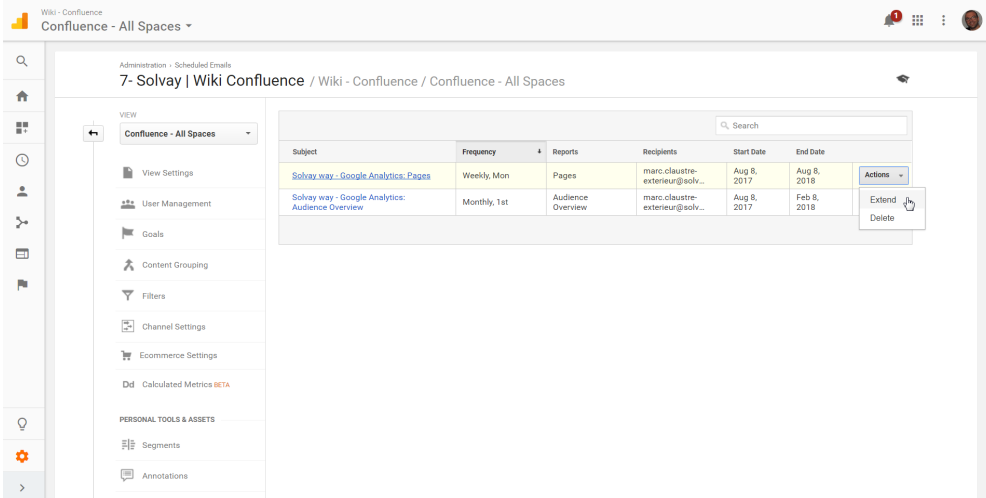 Wiki - Confluence
Confluence - All Spaces
1
Administration › Scheduled Emails
7- Solvay | Wiki Confluence / Wiki - Confluence / Confluence - All Spaces
VIEW
Confluence - All Spaces
View Settings
User Management
Goals
Content Grouping
Filters
Channel Settings
Ecommerce Settings
Dd Calculated Metrics BETA
PERSONAL TOOLS & ASSETS
Segments
Annotations
Search
Subject Frequency Reports Recipients Start Date End Date
Solvay way - Google Analytics: Pages Weekly, Mon Pages marc.claustre-exterieur@solv... Aug 8, 2017 Aug 8, 2018 Actions
Solvay way - Google Analytics: Audience Overview Monthly, 1st Audience Overview marc.claustre-exterieur@solv... Aug 8, 2017 Feb 8, 2018
Extend
Delete